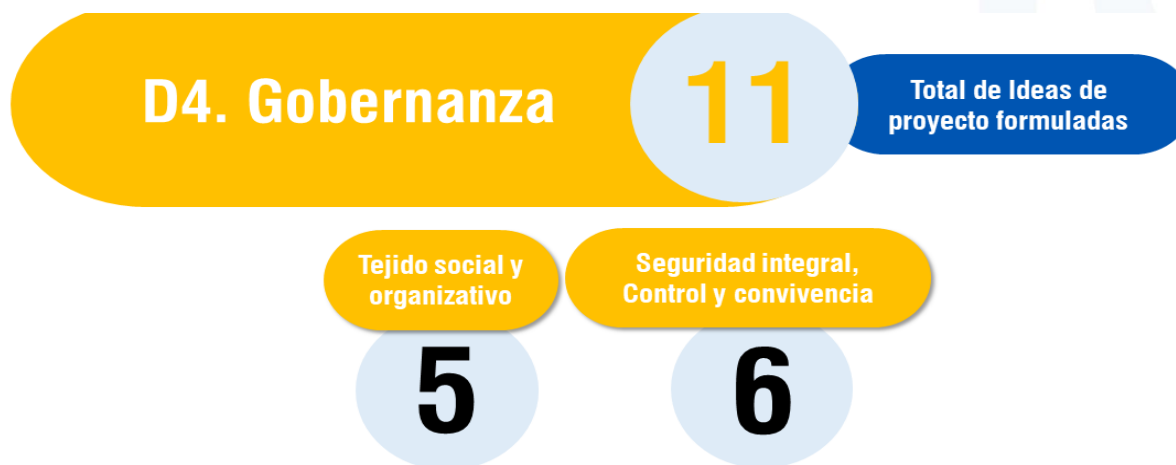 D4. Gobernanza
11
Total de Ideas de
proyecto formuladas
Tejido social y
organizativo
Seguridad integral,
Control y convivencia
5
6